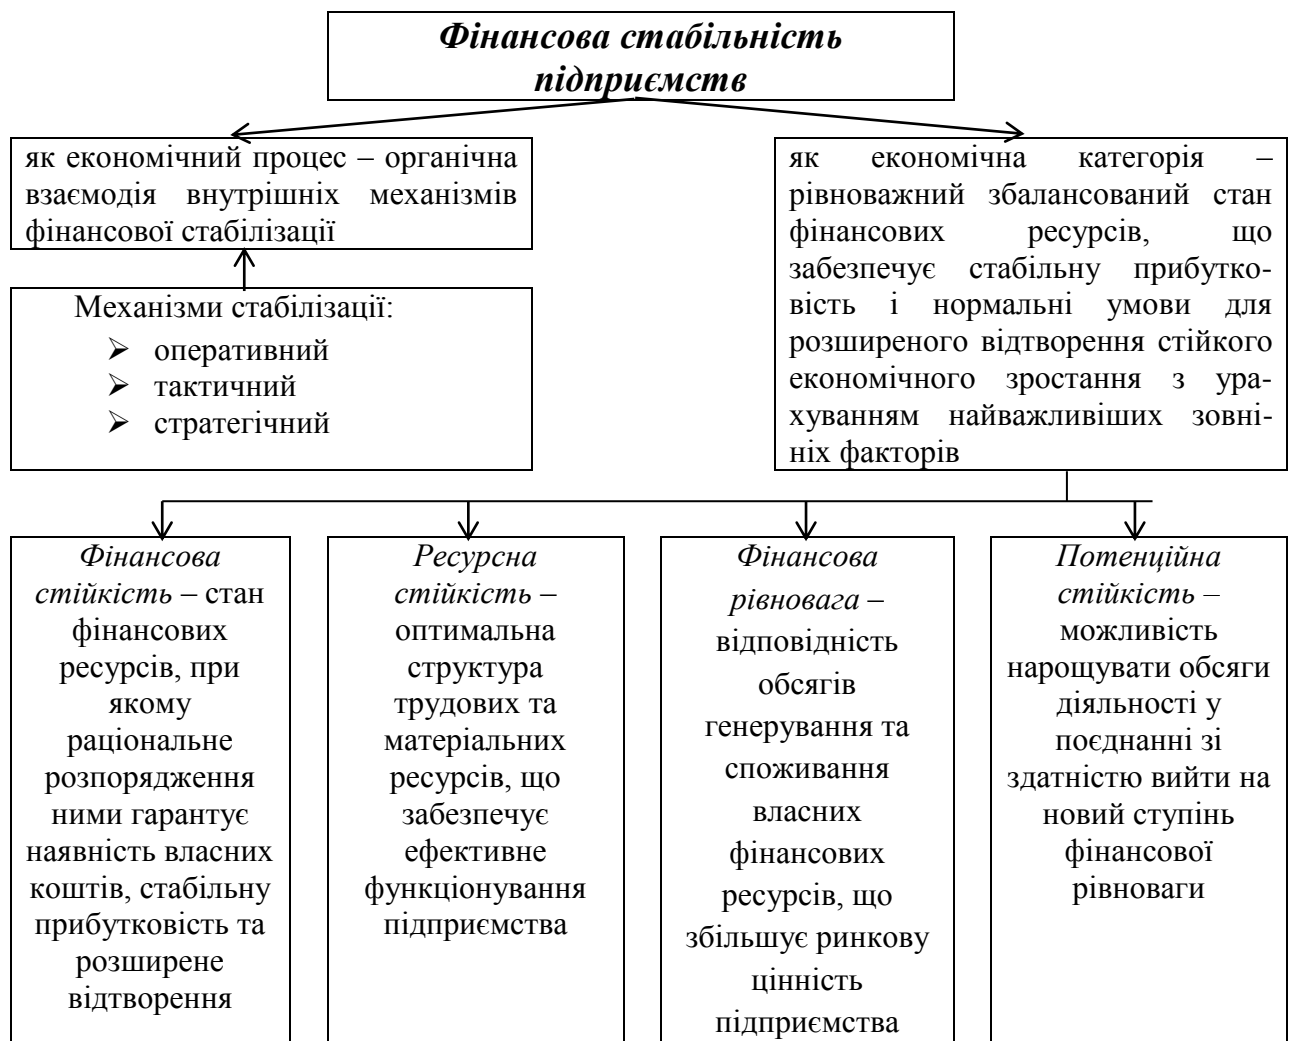 Фінансова стабільність
підприємств
як економічний процес – органічна
взаємодія внутрішніх механізмів
фінансової стабілізації
Механізми стабілізації:
➢ оперативний
➢ тактичний
➢ стратегічний
як економічна категорія –
рівноважний збалансований стан
фінансових ресурсів, що
забезпечує стабільну прибутко-
вість і нормальні умови для
розширеного відтворення стійкого
економічного зростання з ура-
хуванням найважливіших зовні-
ніх факторів
Фінансова
стійкість – стан
фінансових
ресурсів, при
якому
раціональне
розпорядження
ними гарантує
наявність власних
коштів, стабільну
прибутковість та
розширене
відтворення
Ресурсна
стійкість –
оптимальна
структура
трудових та
матеріальних
ресурсів, що
забезпечує
ефективне
функціонування
підприємства
Фінансова
рівновага –
відповідність
обсягів
генерування та
споживання
власних
фінансових
ресурсів, що
збільшує ринкову
цінність
підприємства
Потенційна
стійкість –
можливість
нарощувати обсяги
діяльності у
поєднанні зі
здатністю вийти на
новий ступінь
фінансової
рівноваги